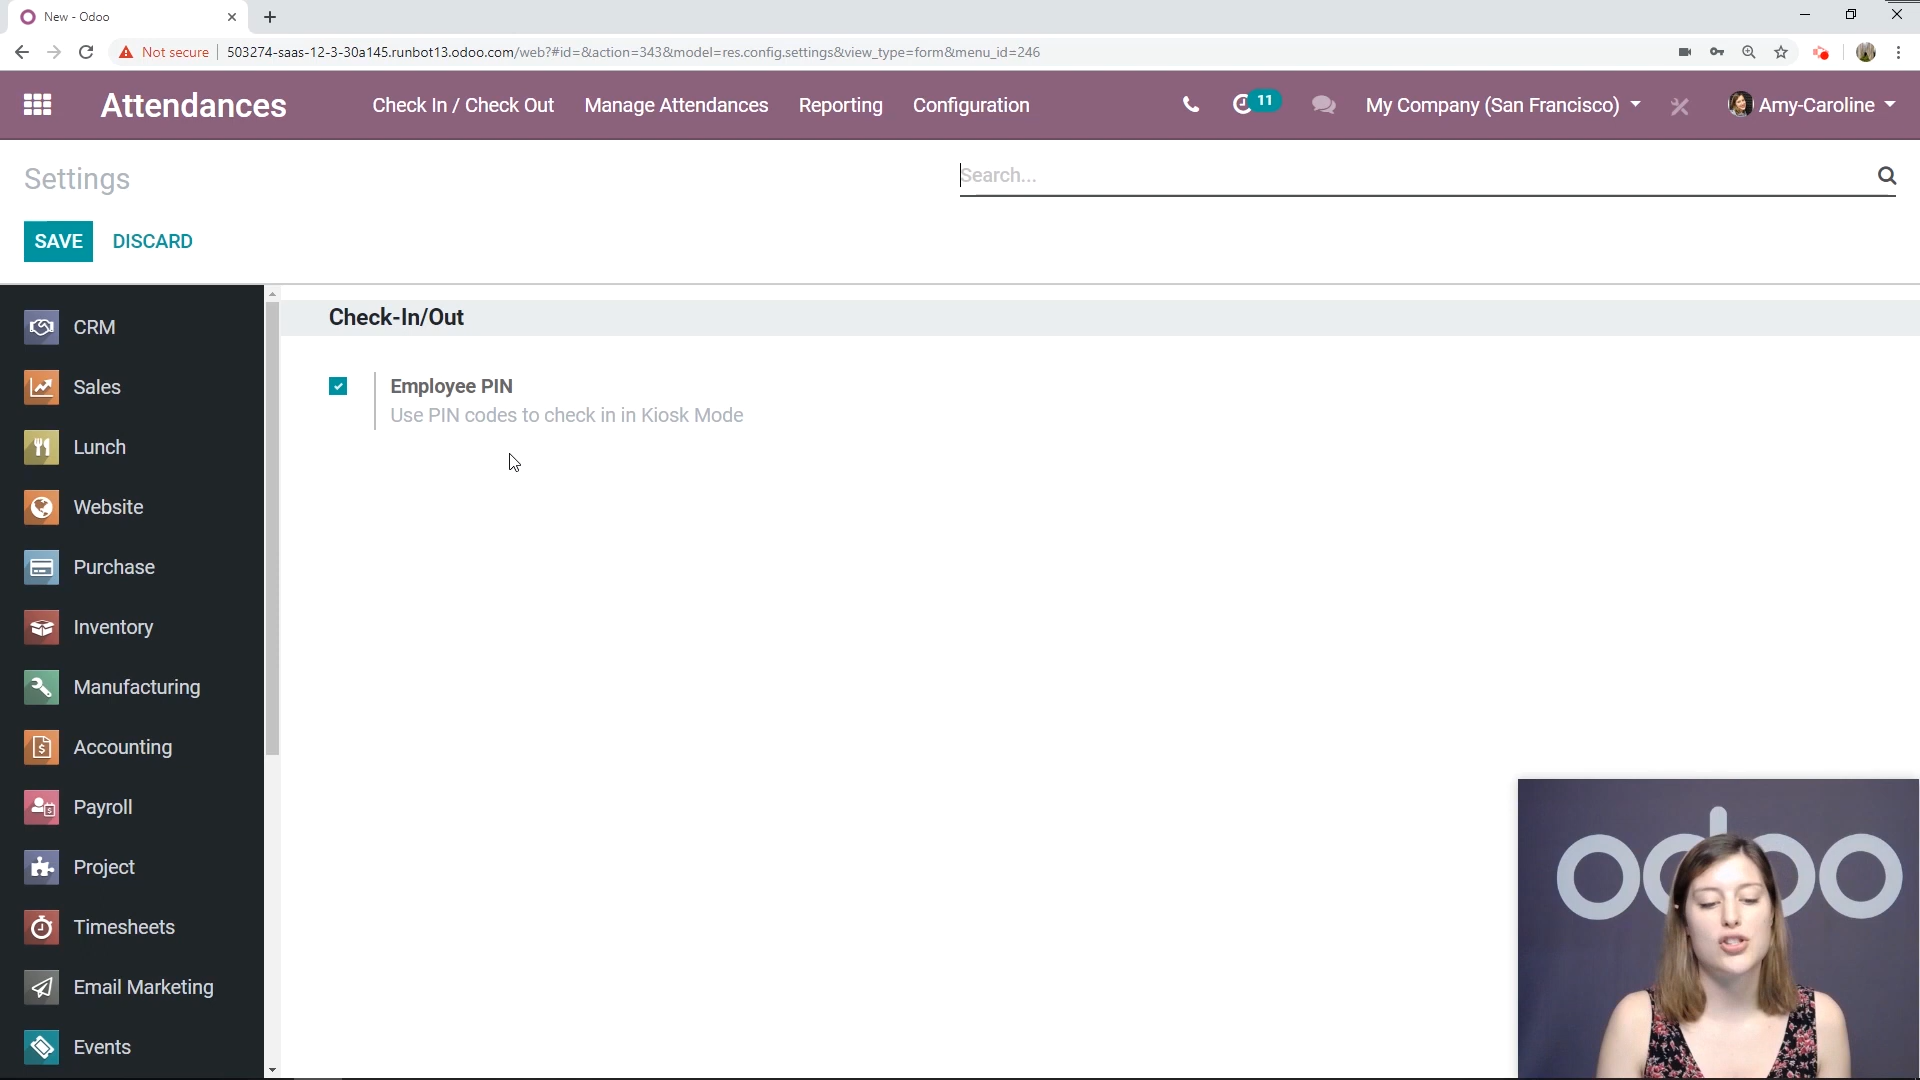 New - Odoo
Not secure
503274-saas-12-3-30a145.runbot13.odoo.com/web?#id=&action=343&model=res.config.settings&view_type=form&menu_id=246
Attendances
Check In / Check Out
Manage Attendances
Reporting
Configuration
11
My Company (San Francisco)
Amy-Caroline
Settings
Search...
SAVE
DISCARD
CRM
Sales
Lunch
Website
Purchase
Inventory
Manufacturing
Accounting
Payroll
Project
Timesheets
Email Marketing
Events
Check-In/Out
Employee PIN
Use PIN codes to check in in Kiosk Mode
odoo